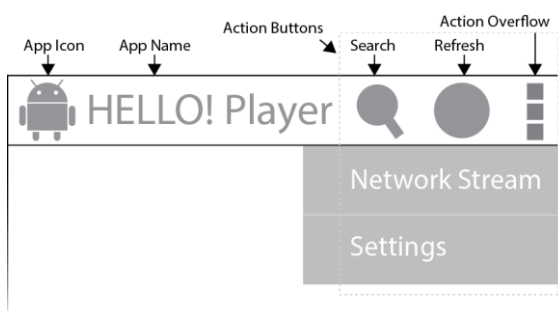 Action Buttons
Action Overflow
App Icon
App Name
Search
Refresh
HELLO! Player
Network Stream
Settings